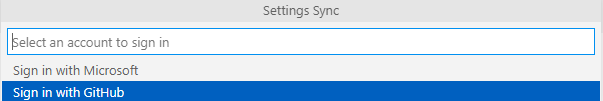 Settings Sync
Select an account to sign in
Sign in with Microsoft
Sign in with GitHub